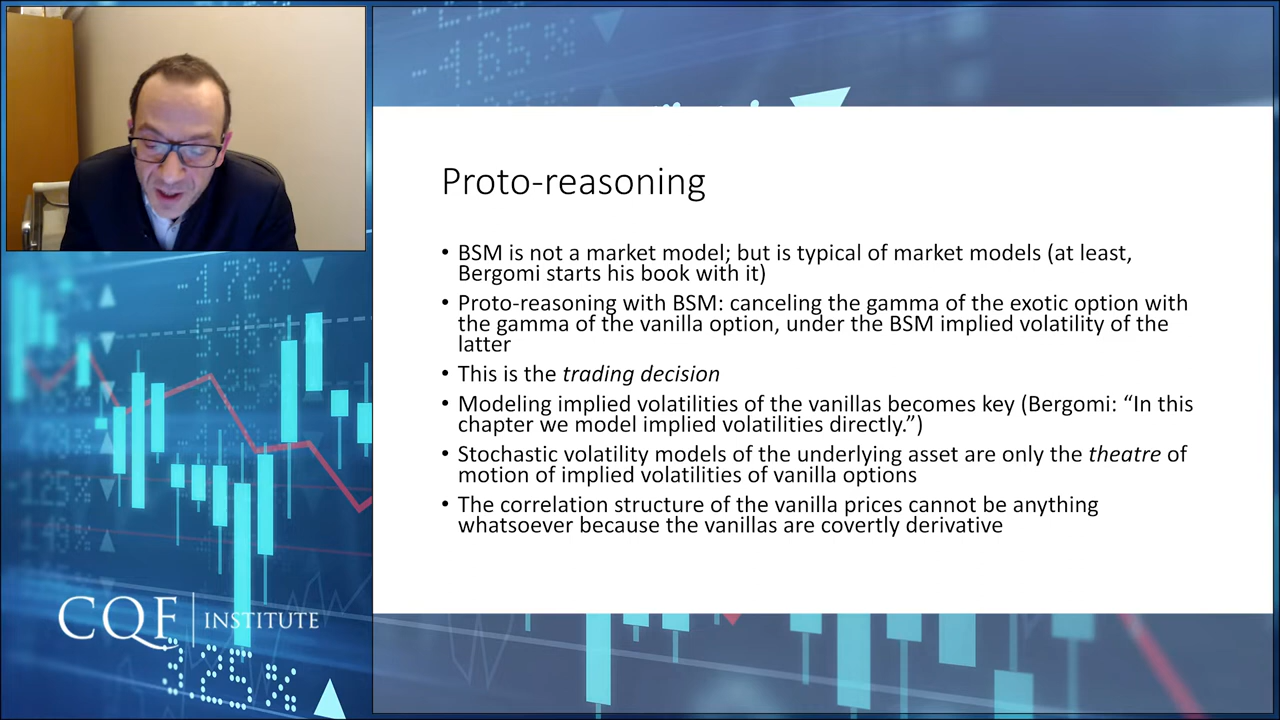 -4.65%
Proto-reasoning
• BSM is not a market model; but is typical of market models (at least,
Bergomi starts his book with it)
• Proto-reasoning with BSM: canceling the gamma of the exotic option with
the gamma of the vanilla option, under the BSM implied volatility of the
latter
• This is the trading decision
• Modeling implied volatilities of the vanillas becomes key (Bergomi: “In this
chapter we model implied volatilities directly.”)
• Stochastic volatility models of the underlying asset are only the theatre of
motion of implied volatilities of vanilla options
• The correlation structure of the vanilla prices cannot be anything
whatsoever because the vanillas are covertly derivative
-1.72%
CQF INSTITUTE